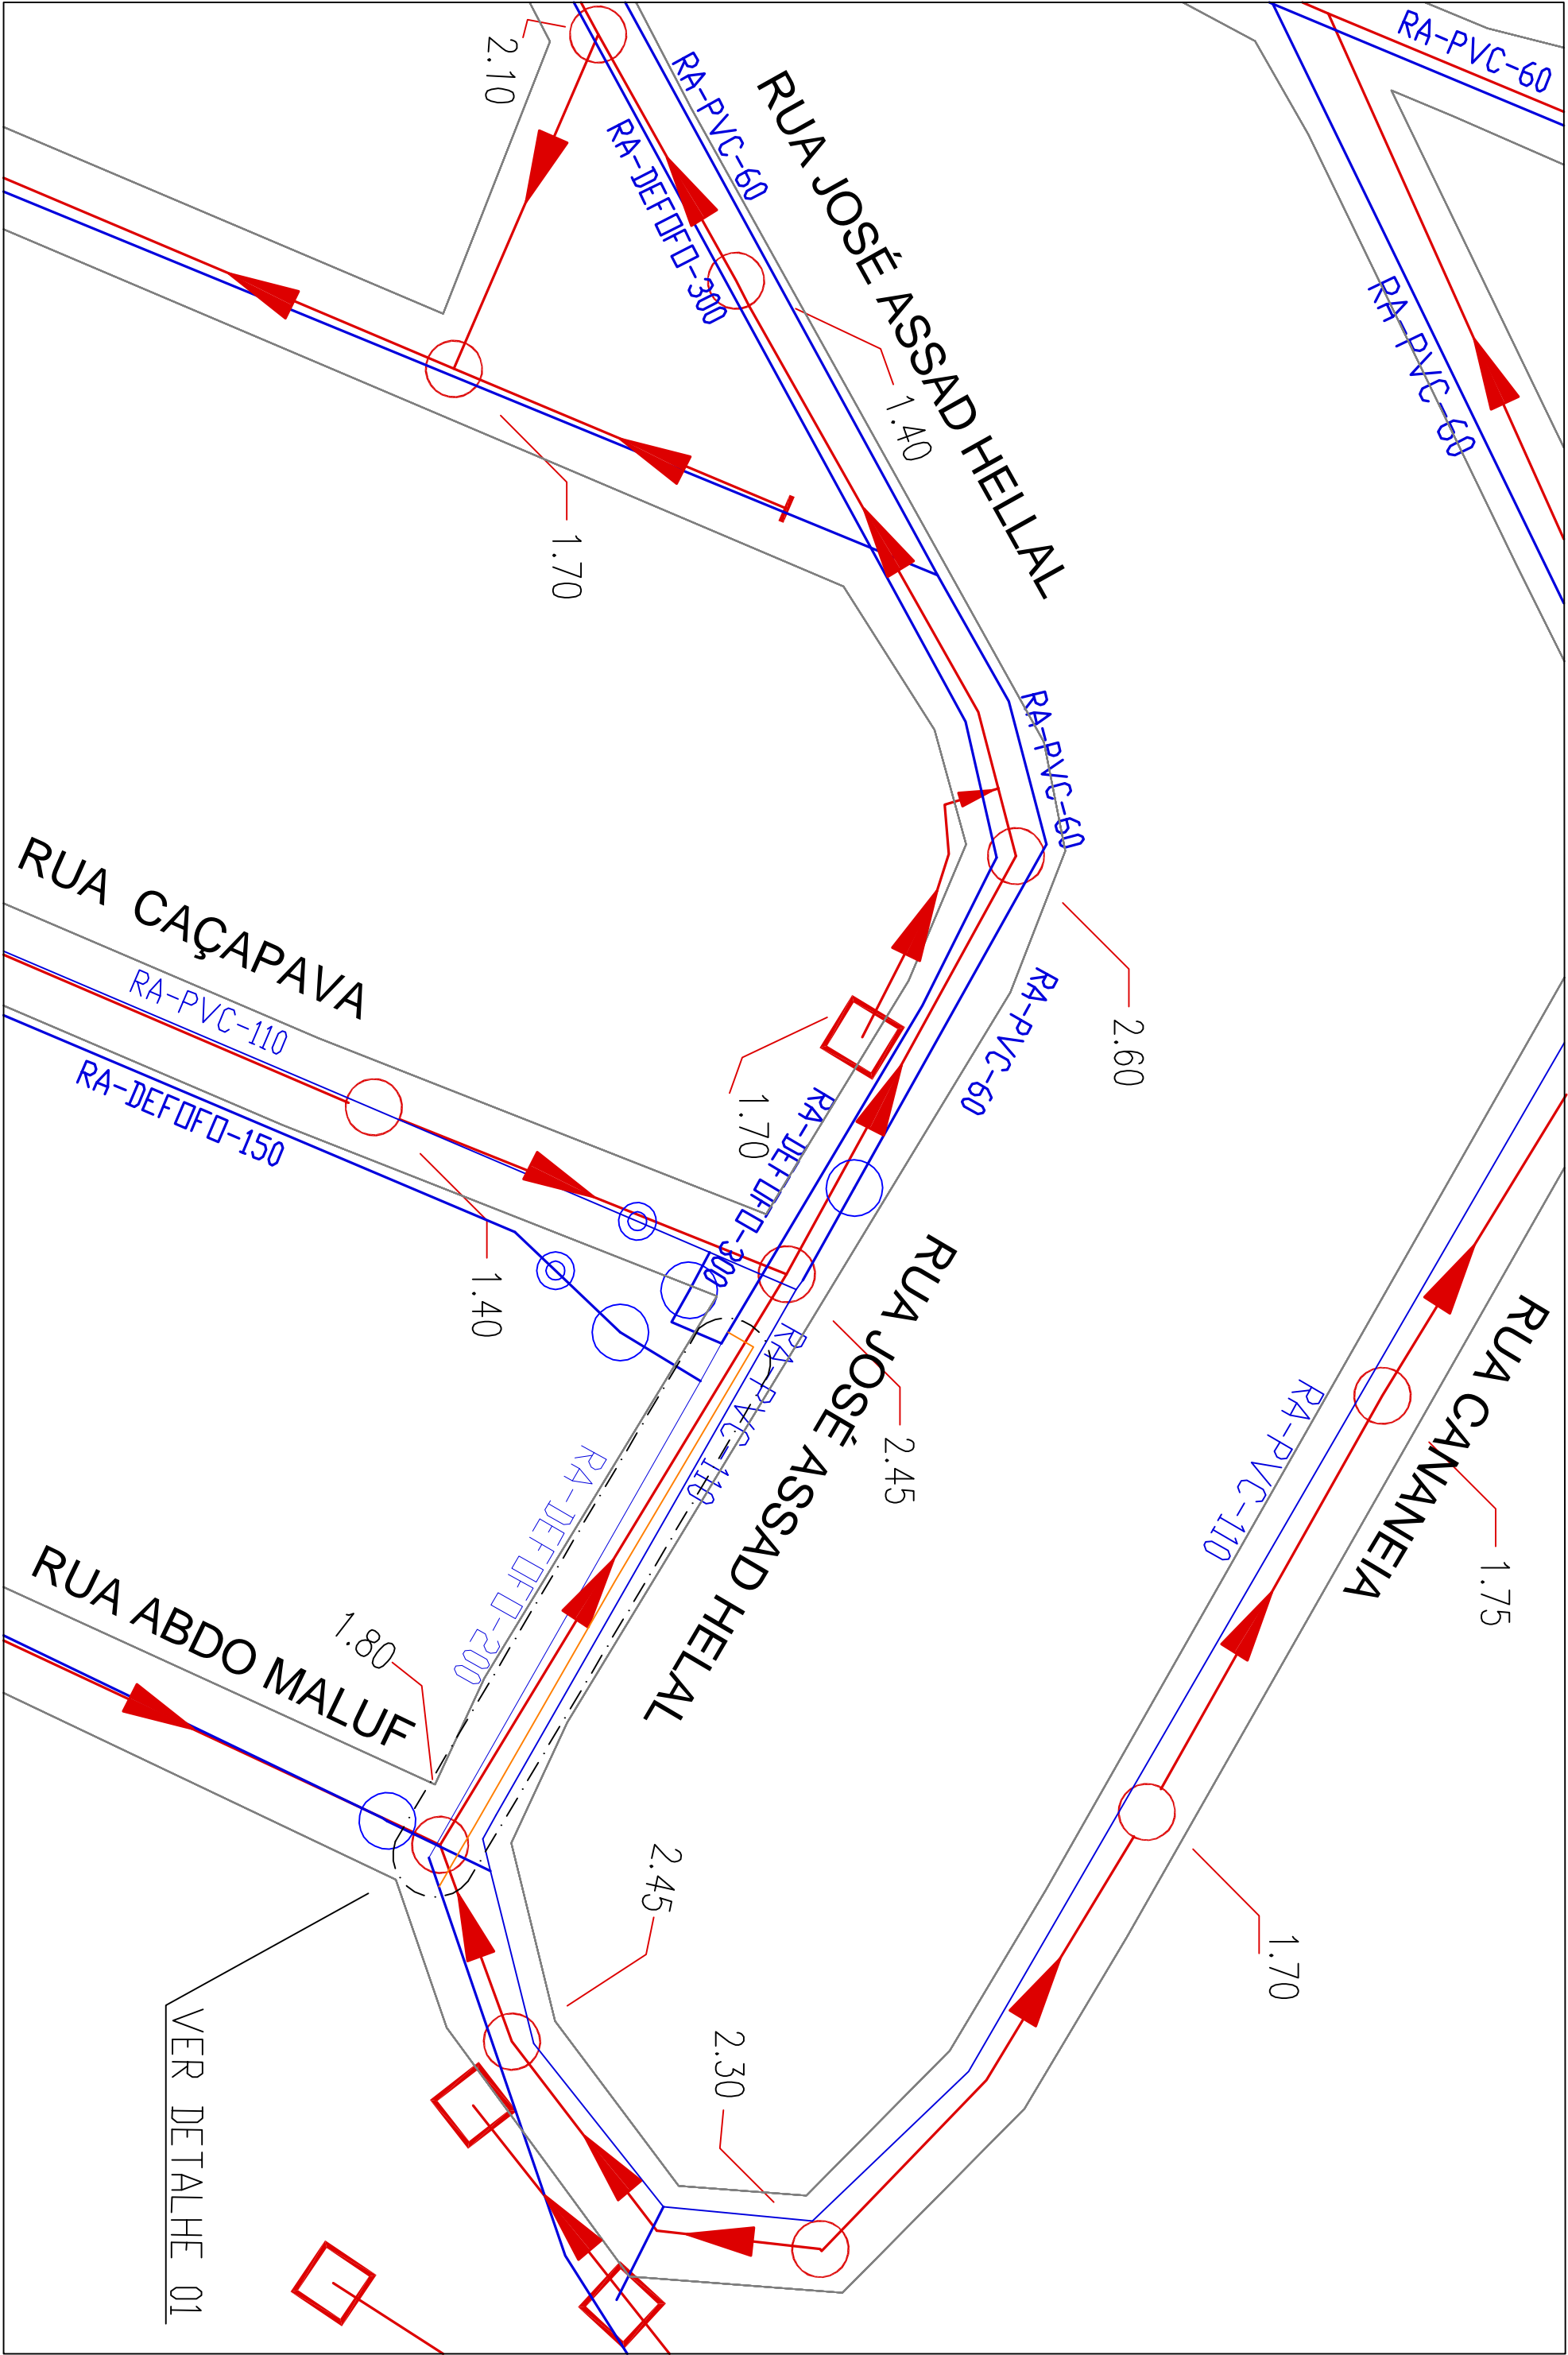 RA-PVC-60
2.10
RA-PVC-60
RUA JOSÉ ASSAD HELLAL
RA-DEFOFO-300
RA-PVC-60
1.40
1.70
RA-PVC-60
RUA CAÇAPAVA
RA-PVC-110
RA-DEFOFO-150
RA-PVC-60
2.60
1.70
RA-DEFOFO-300
1.40
RUA JOSÉ ASSAD HELAL
RUA CANANEIA
RA-PVC-110
2.45
RA-PVC-110
1.75
RA-DEFOFO-200
RUA ABDO MALUF
1.80
2.45
1.70
2.30
VER DETALHE 01